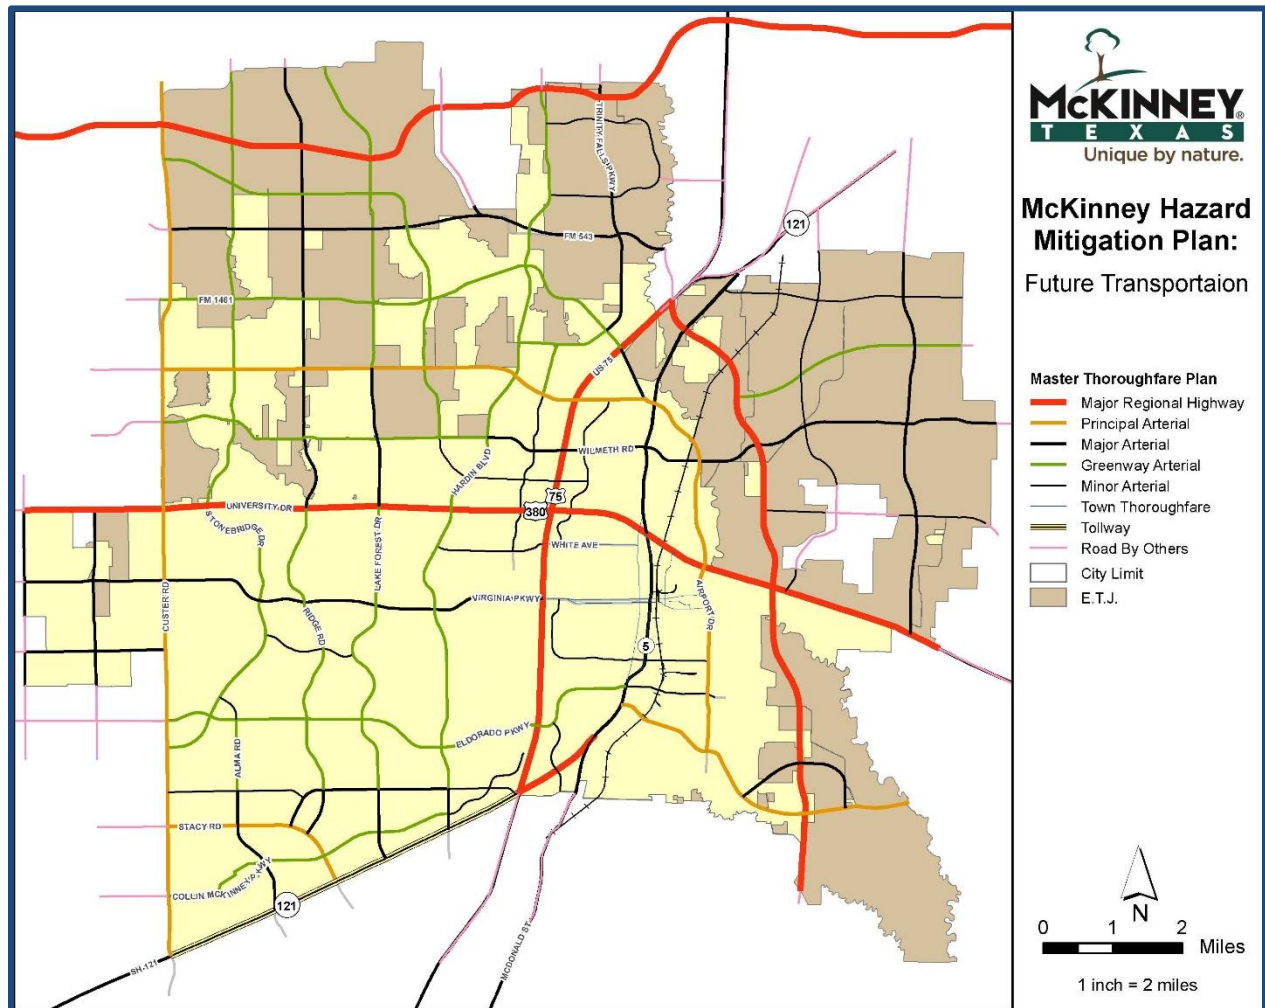 McKINNEY®
TEXAS
Unique by nature.
McKinney Hazard
Mitigation Plan:
Future Transportaion
Master Thoroughfare Plan
Major Regional Highway
Principal Arterial
Major Arterial
Greenway Arterial
Minor Arterial
Town Thoroughfare
Tollway
Road By Others
City Limit
E.T.J.
N
0 1 2
Miles
1 inch = 2 miles
TRINITY FALLS PKWY
121
FM 543
FM 1461
US 75
WILMETH RD
HARDIN BLVD
75
380
UNIVERSITY DR
STONEBRIDGE DR
LAKE FOREST DR
WHITE AVE
VIRGINIA PKWY
CUSTER RD
RIDGE RD
AIRPORT DR
5
ELDORADO PKWY
ALMA RD
STACY RD
COLLIN MCKINNEY PKWY
121
SH-121
MCDONALD ST